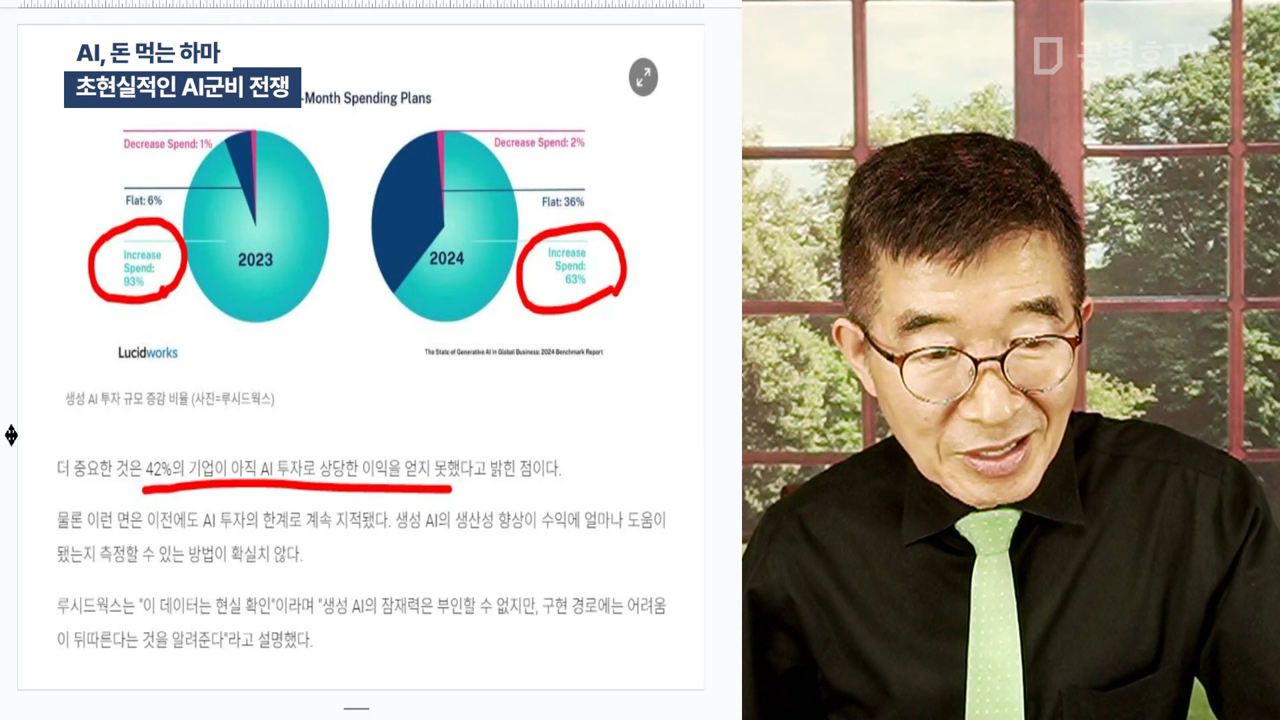 AI, 돈 먹는 하마
초현실적인 AI군비 전쟁
-Month Spending Plans
Decrease Spend: 1%
Flat: 6%
Increase
Spend:
93%
2023
Decrease Spend: 2%
Flat: 36%
Increase
Spend:
63%
2024
Lucidworks
The State of Generative AI in Global Business: 2024 Benchmark Report
생성 AI 투자 규모 증감 비율 (사진=루시드웍스)
더 중요한 것은 42%의 기업이 아직 AI 투자로 상당한 이익을 얻지 못했다고 밝힌 점이다.
물론 이런 면은 이전에도 AI 투자의 한계로 계속 지적됐다. 생성 AI의 생산성 향상이 수익에 얼마나 도움이
됐는지 측정할 수 있는 방법이 확실치 않다.
루시드웍스는 "이 데이터는 현실 확인"이라며 "생성 AI의 잠재력은 부인할 수 없지만, 구현 경로에는 어려움
이 뒤따른다는 것을 알려준다"라고 설명했다.
공병호TV